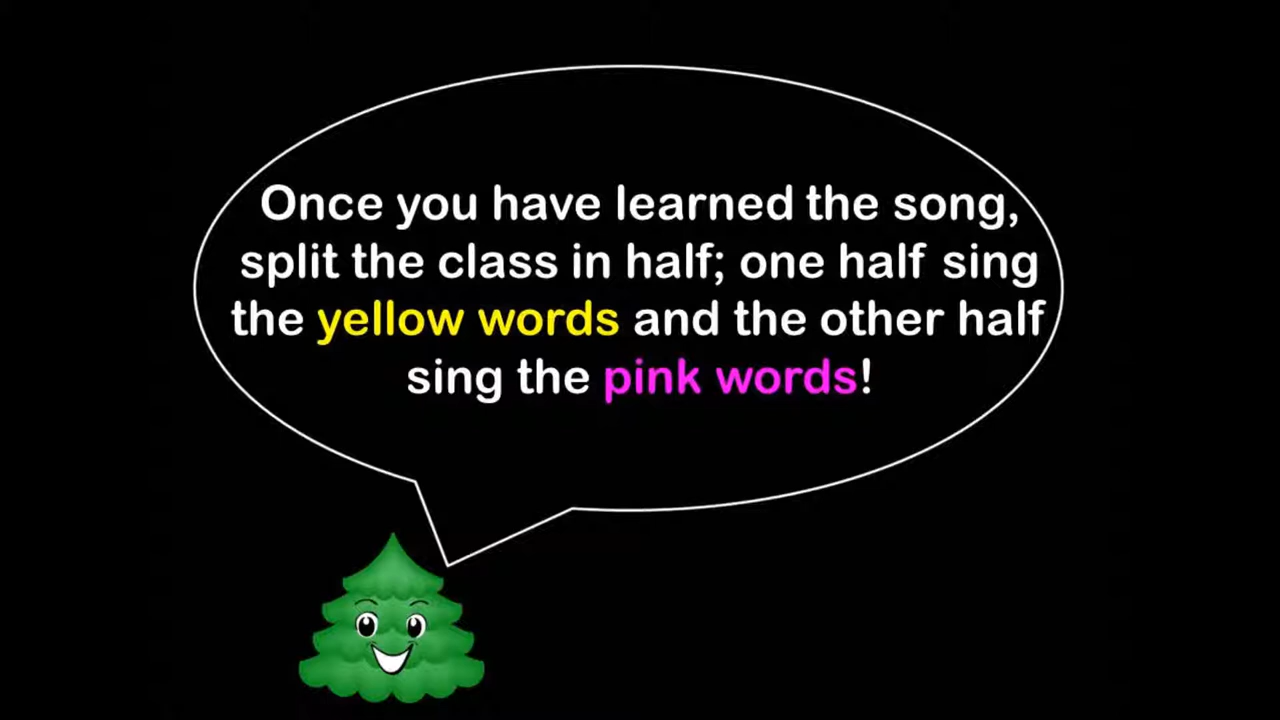 Once you have learned the song,
split the class in half; one half sing
the yellow words and the other half
sing the pink words!